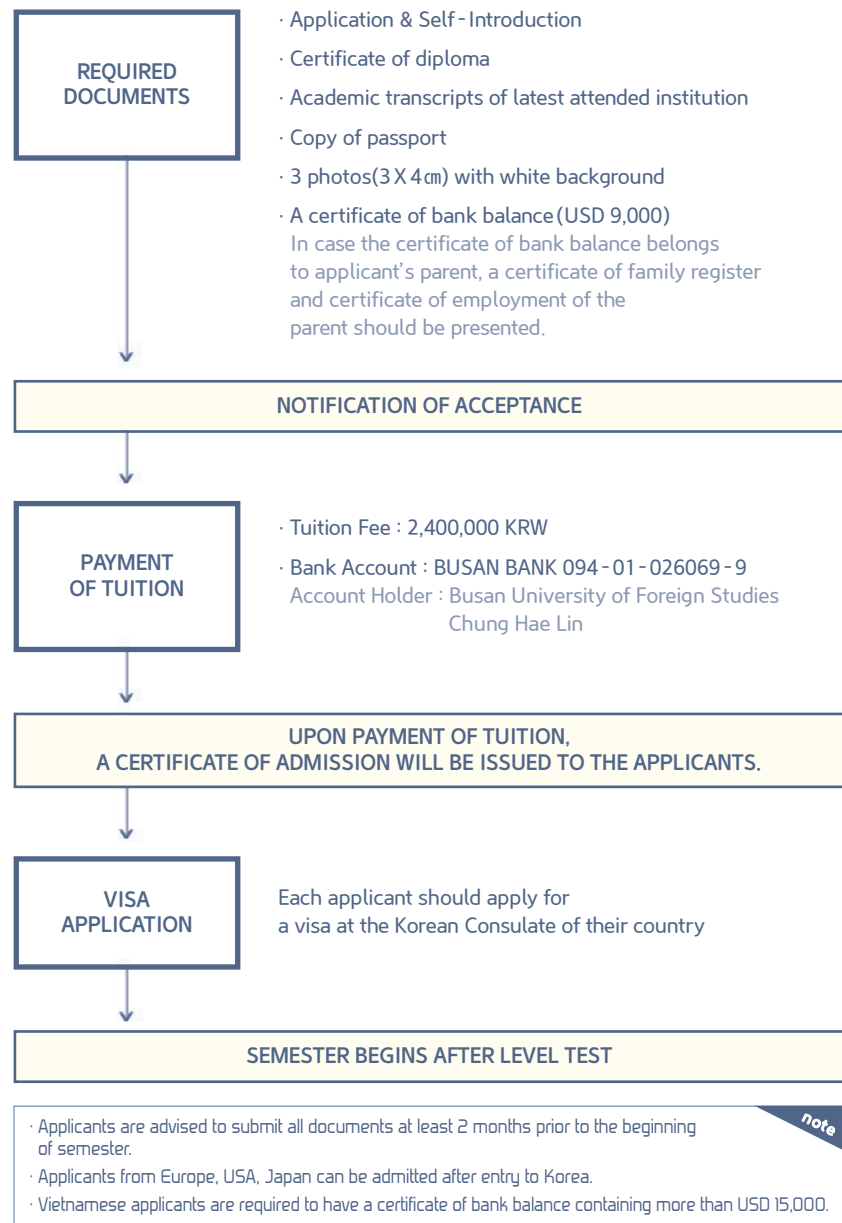 REQUIRED
DOCUMENTS
· Application & Self-Introduction
· Certificate of diploma
· Academic transcripts of latest attended institution
· Copy of passport
· 3 photos(3 X 4㎝) with white background
· A certificate of bank balance(USD 9,000)
In case the certificate of bank balance belongs
to applicant's parent, a certificate of family register
and certificate of employment of the
parent should be presented.
NOTIFICATION OF ACCEPTANCE
PAYMENT
OF TUITION
· Tuition Fee : 2,400,000 KRW
· Bank Account : BUSAN BANK 094-01-026069-9
Account Holder : Busan University of Foreign Studies
Chung Hae Lin
UPON PAYMENT OF TUITION,
A CERTIFICATE OF ADMISSION WILL BE ISSUED TO THE APPLICANTS.
VISA
APPLICATION
Each applicant should apply for
a visa at the Korean Consulate of their country
SEMESTER BEGINS AFTER LEVEL TEST
note
· Applicants are advised to submit all documents at least 2 months prior to the beginning
of semester.
· Applicants from Europe, USA, Japan can be admitted after entry to Korea.
· Vietnamese applicants are required to have a certificate of bank balance containing more than USD 15,000.